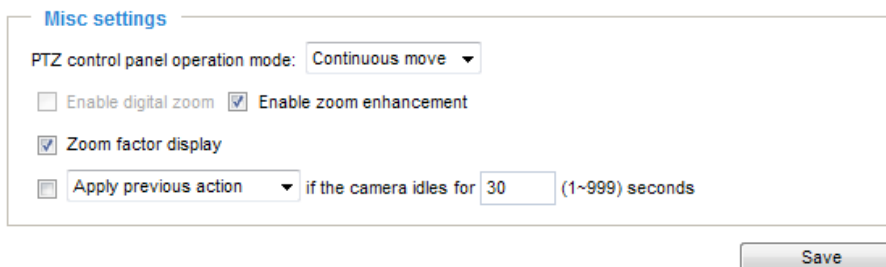 Misc settings
PTZ control panel operation mode: Continuous move
Enable digital zoom Enable zoom enhancement
Zoom factor display
Apply previous action if the camera idles for 30 (1~999) seconds
Save